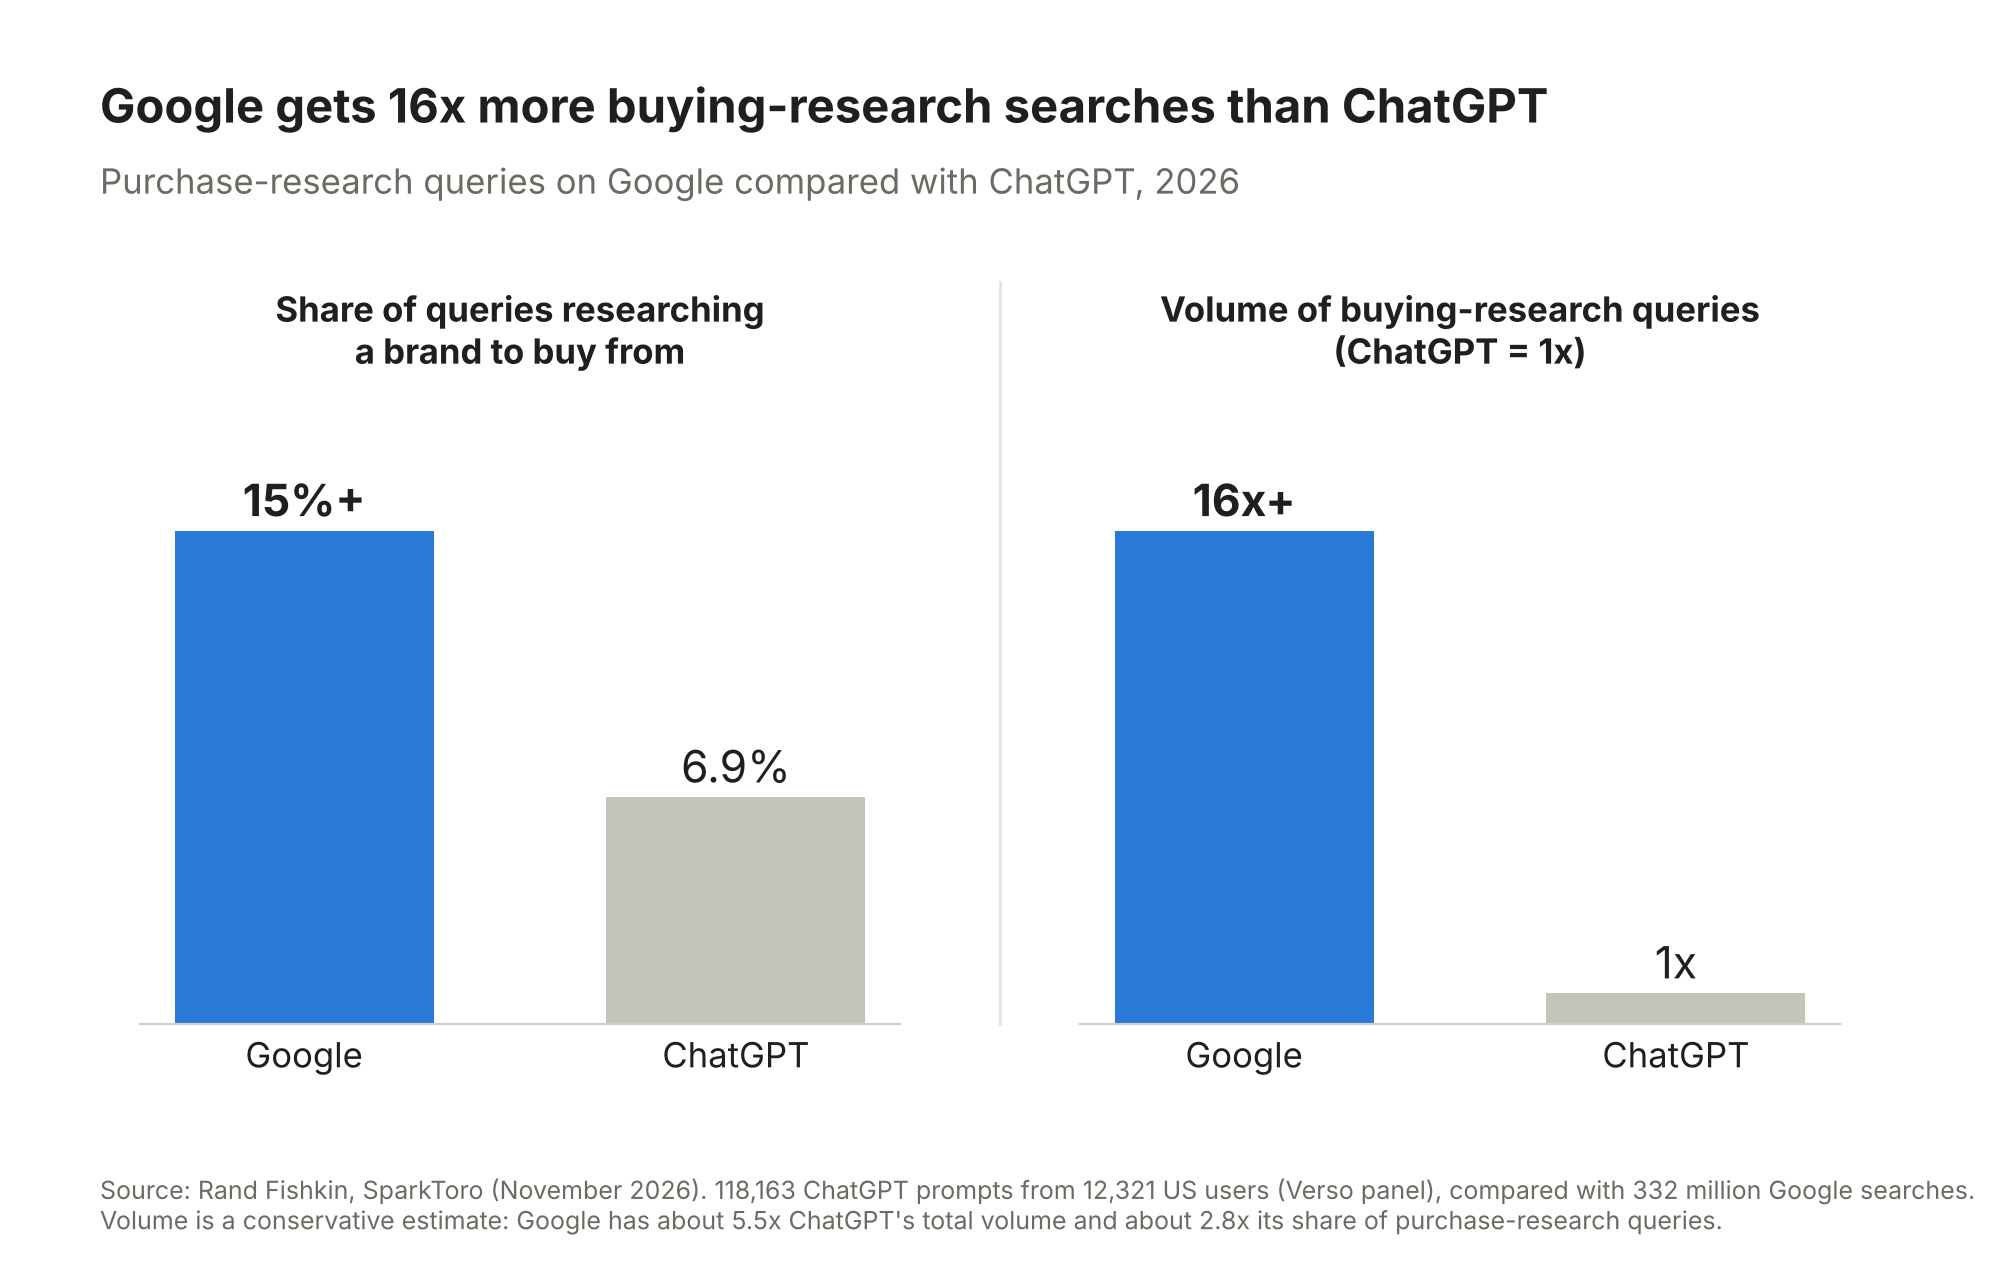 Google gets 16x more buying-research searches than ChatGPT
Purchase-research queries on Google compared with ChatGPT, 2026
Share of queries researching
a brand to buy from
15%+
6.9%
Google
ChatGPT
Volume of buying-research queries
(ChatGPT = 1x)
16x+
1x
Google
ChatGPT
Source: Rand Fishkin, SparkToro (November 2026). 118,163 ChatGPT prompts from 12,321 US users (Verso panel), compared with 332 million Google searches.
Volume is a conservative estimate: Google has about 5.5x ChatGPT's total volume and about 2.8x its share of purchase-research queries.